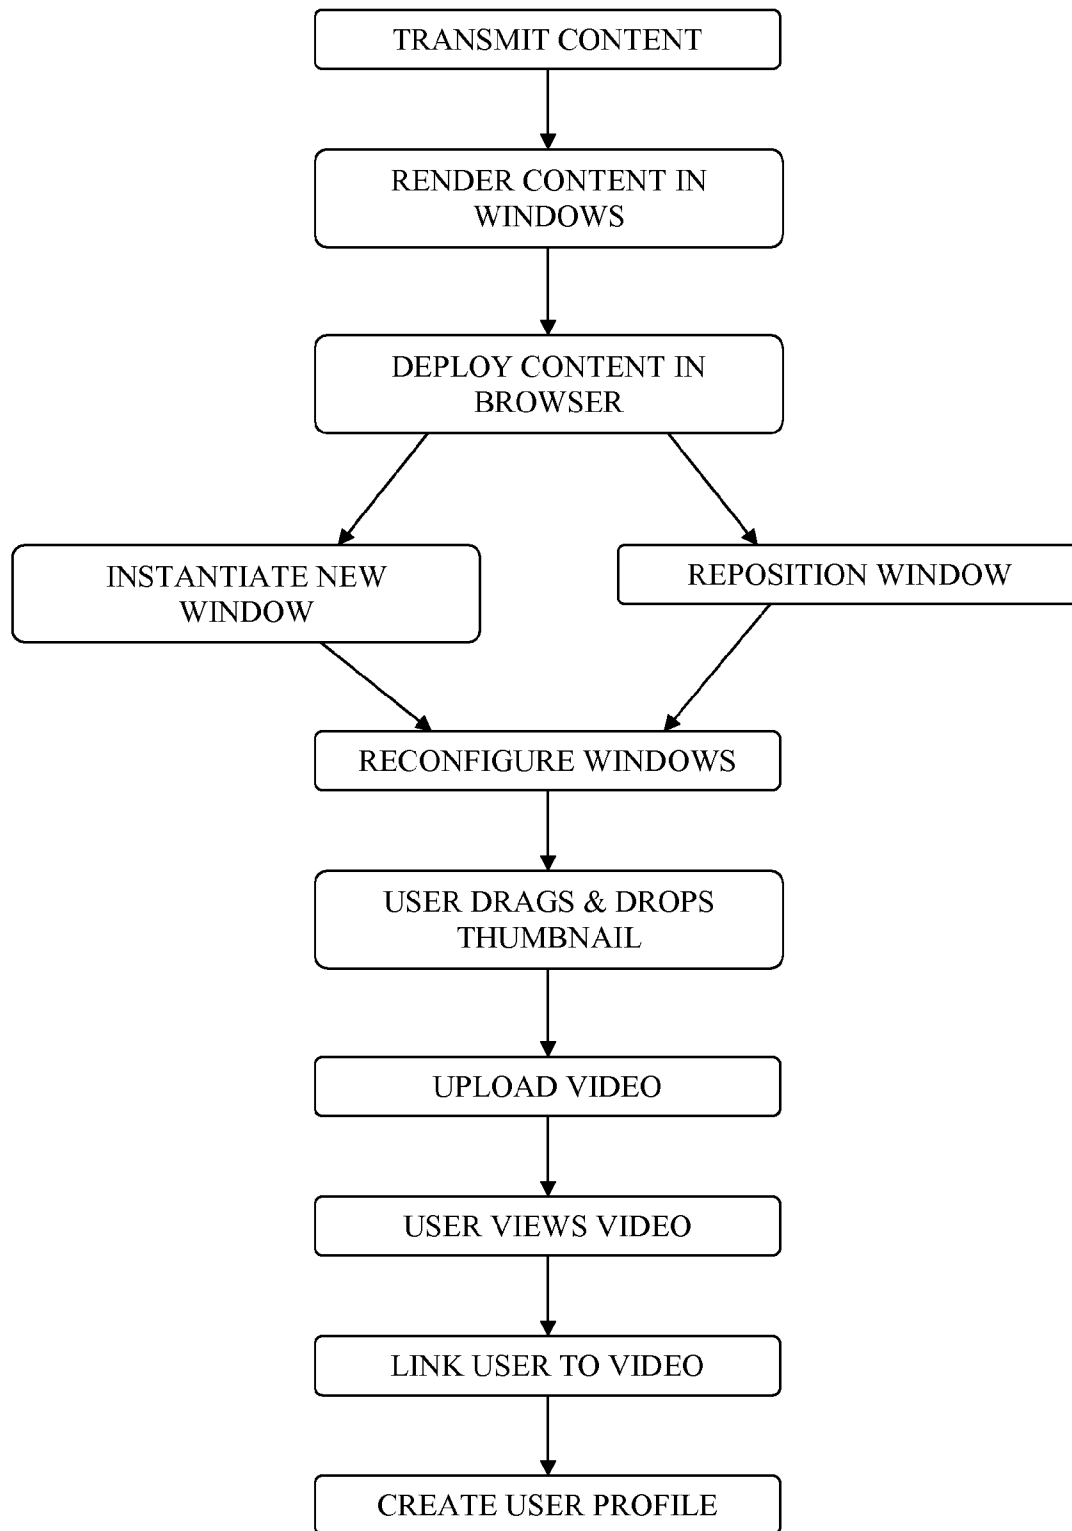 TRANSMIT CONTENT
RENDER CONTENT IN
WINDOWS
DEPLOY CONTENT IN
BROWSER
INSTANTIATE NEW
WINDOW
REPOSITION WINDOW
RECONFIGURE WINDOWS
USER DRAGS & DROPS
THUMBNAIL
UPLOAD VIDEO
USER VIEWS VIDEO
LINK USER TO VIDEO
CREATE USER PROFILE